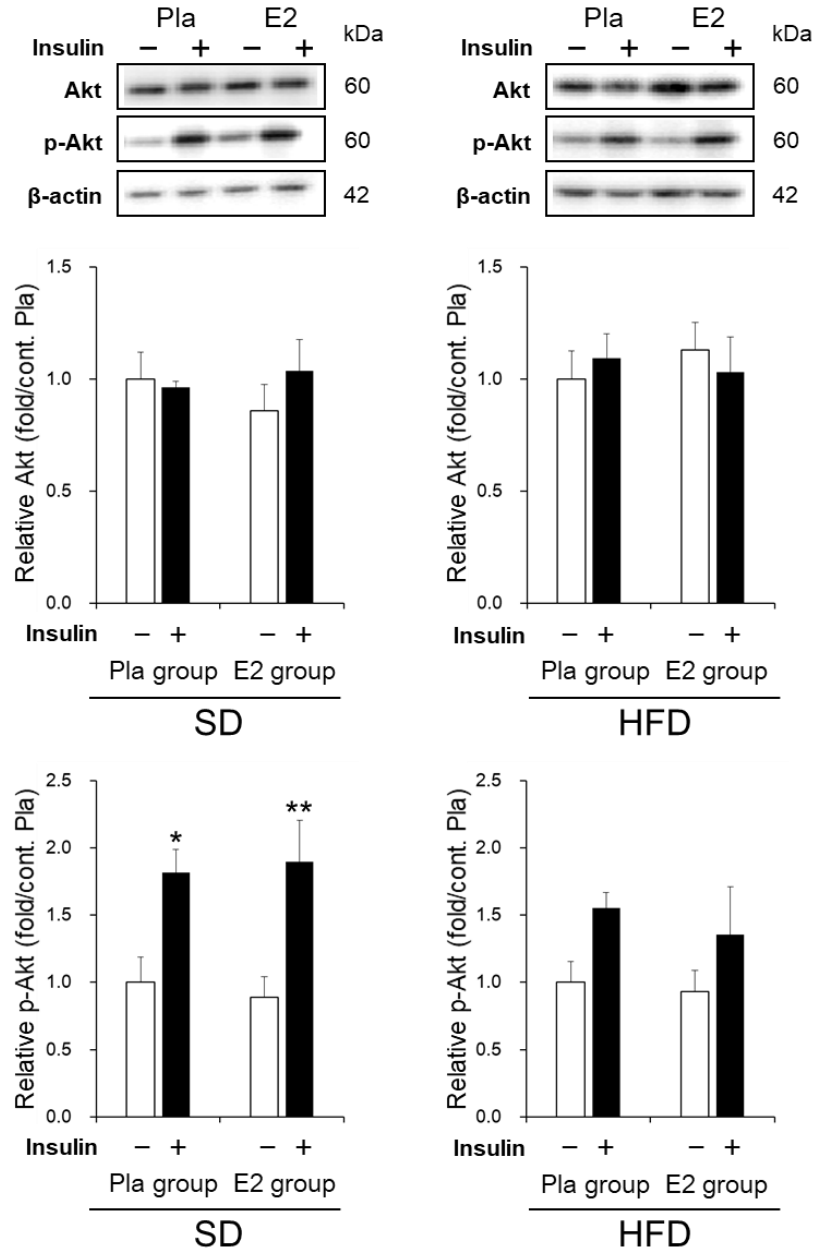 Pla E2
Insulin − + − + kDa
Akt 60
p-Akt 60
β-actin 42
Pla E2
Insulin − + − + kDa
Akt 60
p-Akt 60
β-actin 42
Relative Akt (fold/cont. Pla)
1.5
1.0
0.5
0.0
Insulin − + − +
Pla group E2 group
SD
Relative Akt (fold/cont. Pla)
1.5
1.0
0.5
0.0
Insulin − + − +
Pla group E2 group
HFD
Relative p-Akt (fold/cont. Pla)
2.5
2.0
1.5
1.0
0.5
0.0
* **
Insulin − + − +
Pla group E2 group
SD
Relative p-Akt (fold/cont. Pla)
2.5
2.0
1.5
1.0
0.5
0.0
Insulin − + − +
Pla group E2 group
HFD